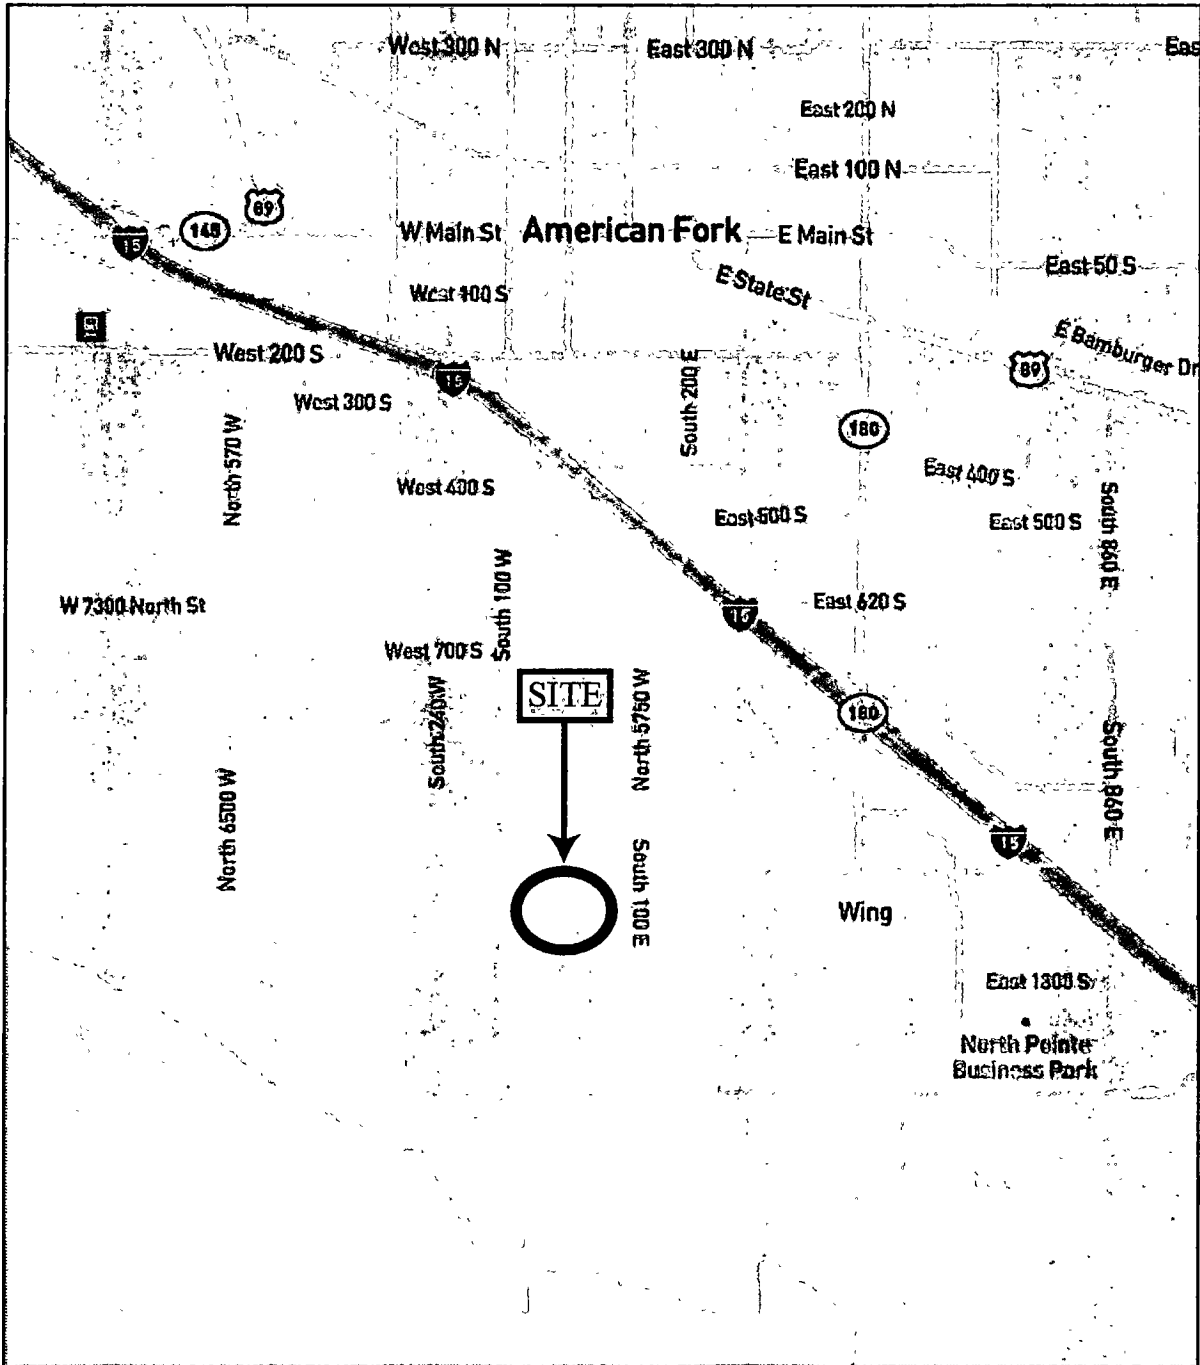 West 300 N
East 300 N
Eas
East 200 N
East 100 N
89
145
15
W Main St
American Fork
E Main St
East 50 S
E State St
West 100 S
E Bamburger Dr
West 200 S
15
89
West 300 S
South 200 E
180
North 570 W
West 400 S
East 400 S
East 500 S
South 860 E
South 100 W
W 7300 North St
East 620 S
15
West 700 S
SITE
North 5750 W
180
South 240 W
South 860 E
North 6500 W
15
South 100 E
Wing
East 1300 S
North Pointe
Business Park